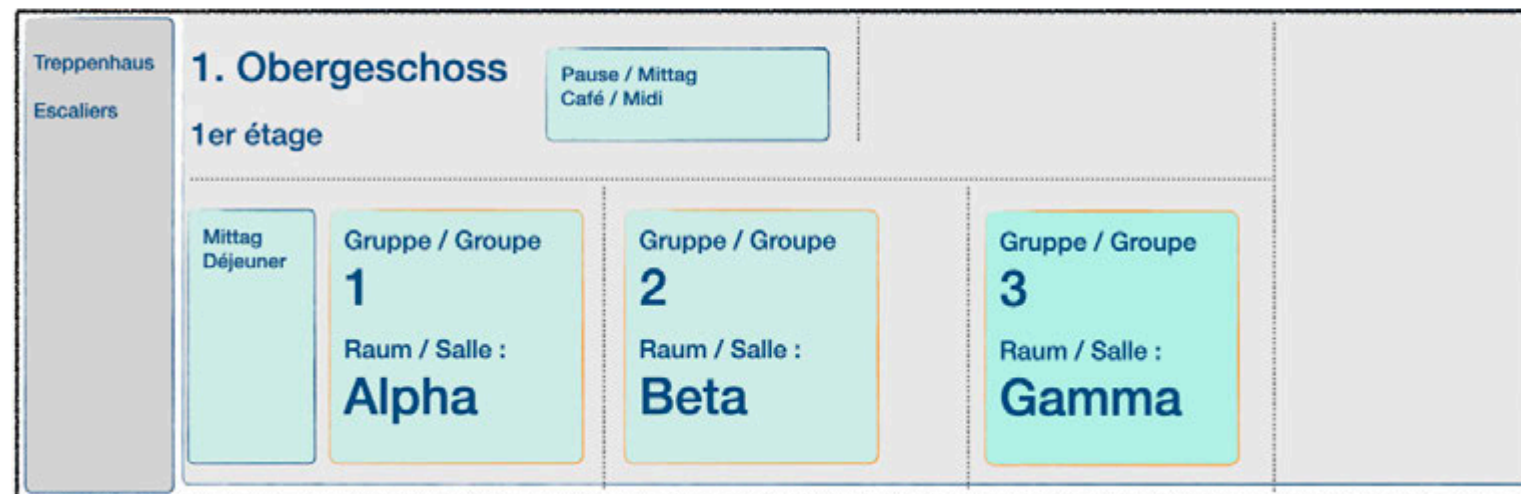 Treppenhaus
Escaliers
1. Obergeschoss
1er étage
Pause / Mittag
Café / Midi
Mittag
Déjeuner
Gruppe / Groupe
1
Raum / Salle :
Alpha
Gruppe / Groupe
2
Raum / Salle :
Beta
Gruppe / Groupe
3
Raum / Salle :
Gamma